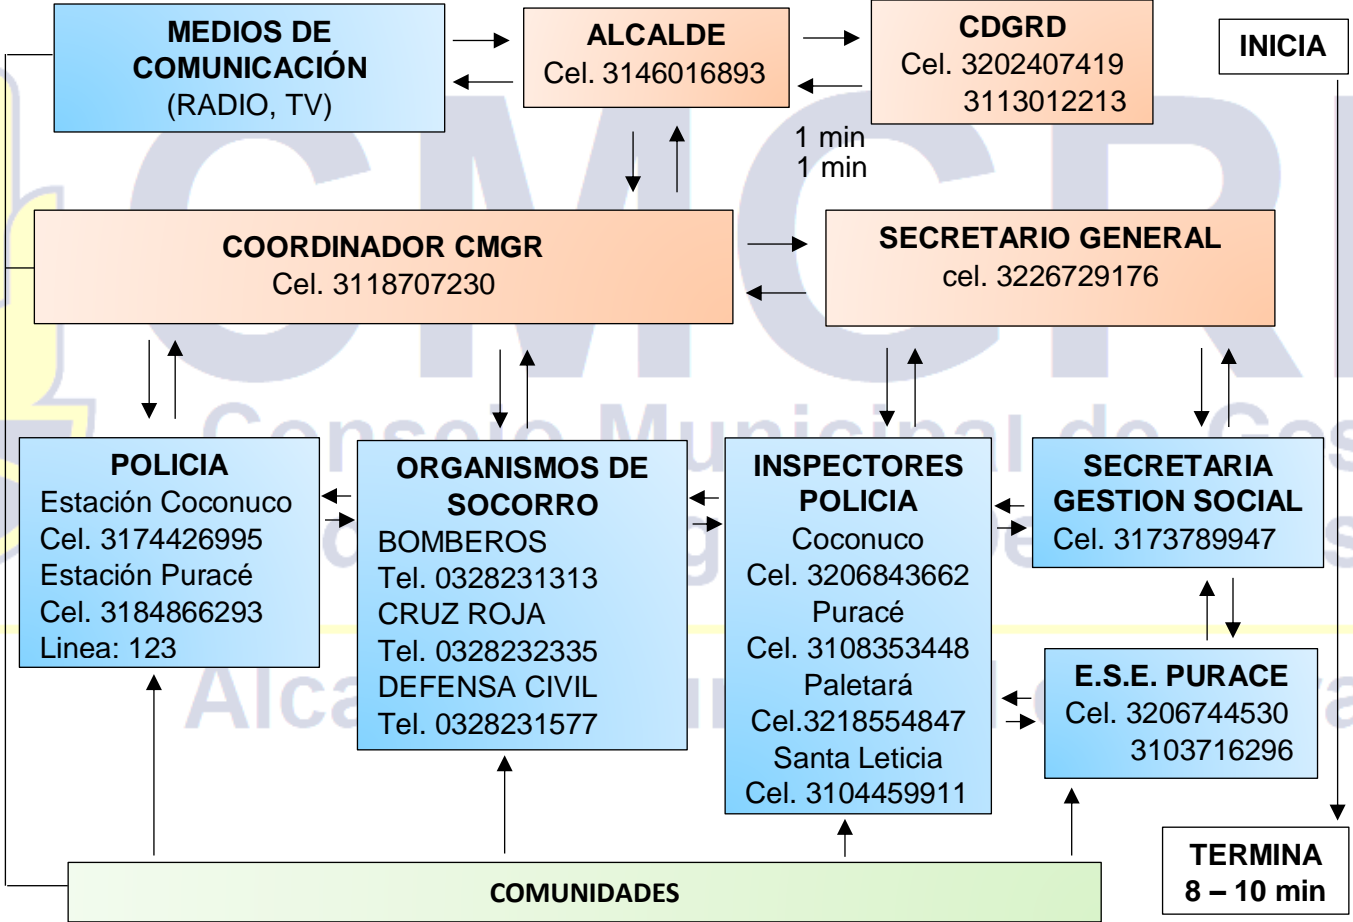 MEDIOS DE
COMUNICACIÓN
(RADIO, TV)
ALCALDE
Cel. 3146016893
CDGRD
Cel. 3202407419
3113012213
INICIA
1 min
1 min
COORDINADOR CMGR
Cel. 3118707230
SECRETARIO GENERAL
cel. 3226729176
POLICIA
Estación Coconuco
Cel. 3174426995
Estación Puracé
Cel. 3184866293
Linea: 123
ORGANISMOS DE
SOCORRO
BOMBEROS
Tel. 0328231313
CRUZ ROJA
Tel. 0328232335
DEFENSA CIVIL
Tel. 0328231577
INSPECTORES
POLICIA
Coconuco
Cel. 3206843662
Puracé
Cel. 3108353448
Paletará
Cel.3218554847
Santa Leticia
Cel. 3104459911
SECRETARIA
GESTION SOCIAL
Cel. 3173789947
E.S.E. PURACE
Cel. 3206744530
3103716296
TERMINA
8 – 10 min
COMUNIDADES
Consejo Municipal de